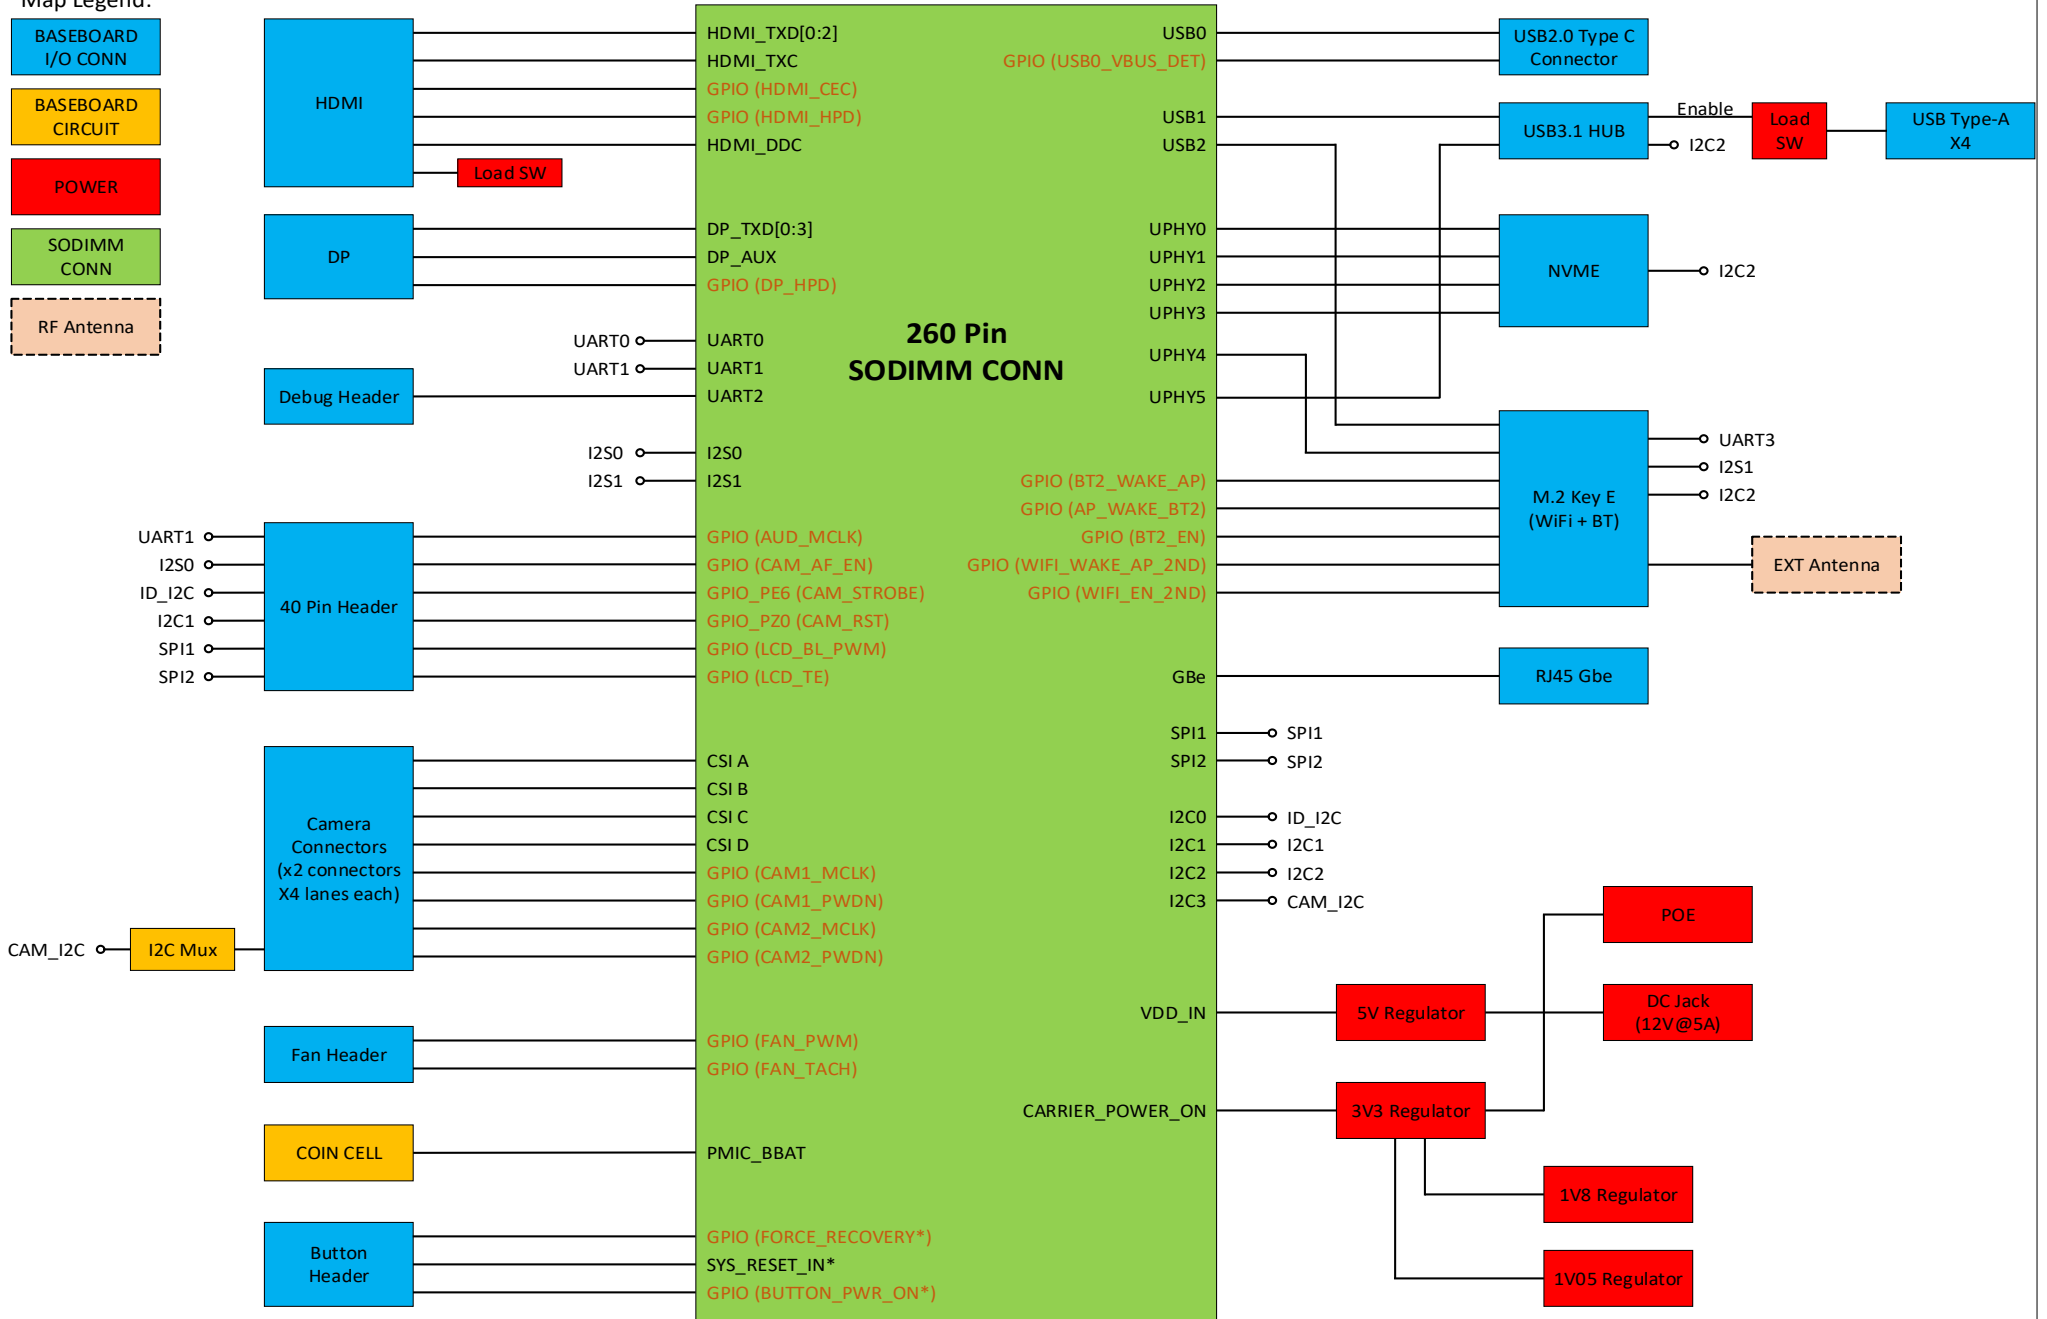 Map Legend:
BASEBOARD
I/O CONN
BASEBOARD
CIRCUIT
POWER
SODIMM
CONN
RF Antenna
HDMI
Load SW
DP
UART0
UART1
Debug Header
I2S0
I2S1
UART1
I2S0
ID_I2C
I2C1
SPI1
SPI2
40 Pin Header
Camera
Connectors
(x2 connectors
X4 lanes each)
CAM_I2C
I2C Mux
Fan Header
COIN CELL
Button
Header
HDMI_TXD[0:2]
HDMI_TXC
GPIO (HDMI_CEC)
GPIO (HDMI_HPD)
HDMI_DDC
DP_TXD[0:3]
DP_AUX
GPIO (DP_HPD)
UART0
UART1
UART2
I2S0
I2S1
GPIO (AUD_MCLK)
GPIO (CAM_AF_EN)
GPIO_PE6 (CAM_STROBE)
GPIO_PZ0 (CAM_RST)
GPIO (LCD_BL_PWM)
GPIO (LCD_TE)
CSI A
CSI B
CSI C
CSI D
GPIO (CAM1_MCLK)
GPIO (CAM1_PWDN)
GPIO (CAM2_MCLK)
GPIO (CAM2_PWDN)
GPIO (FAN_PWM)
GPIO (FAN_TACH)
PMIC_BBAT
GPIO (FORCE_RECOVERY*)
SYS_RESET_IN*
GPIO (BUTTON_PWR_ON*)
260 Pin
SODIMM CONN
USB0
GPIO (USB0_VBUS_DET)
USB1
USB2
UPHY0
UPHY1
UPHY2
UPHY3
UPHY4
UPHY5
GPIO (BT2_WAKE_AP)
GPIO (AP_WAKE_BT2)
GPIO (BT2_EN)
GPIO (WIFI_WAKE_AP_2ND)
GPIO (WIFI_EN_2ND)
GBe
SPI1
SPI2
I2C0
I2C1
I2C2
I2C3
VDD_IN
CARRIER_POWER_ON
USB2.0 Type C
Connector
USB3.1 HUB
Enable
I2C2
Load
SW
USB Type-A
X4
NVME
I2C2
M.2 Key E
(WiFi + BT)
UART3
I2S1
I2C2
EXT Antenna
RJ45 Gbe
SPI1
SPI2
ID_I2C
I2C1
I2C2
CAM_I2C
POE
5V Regulator
DC Jack
(12V@5A)
3V3 Regulator
1V8 Regulator
1V05 Regulator